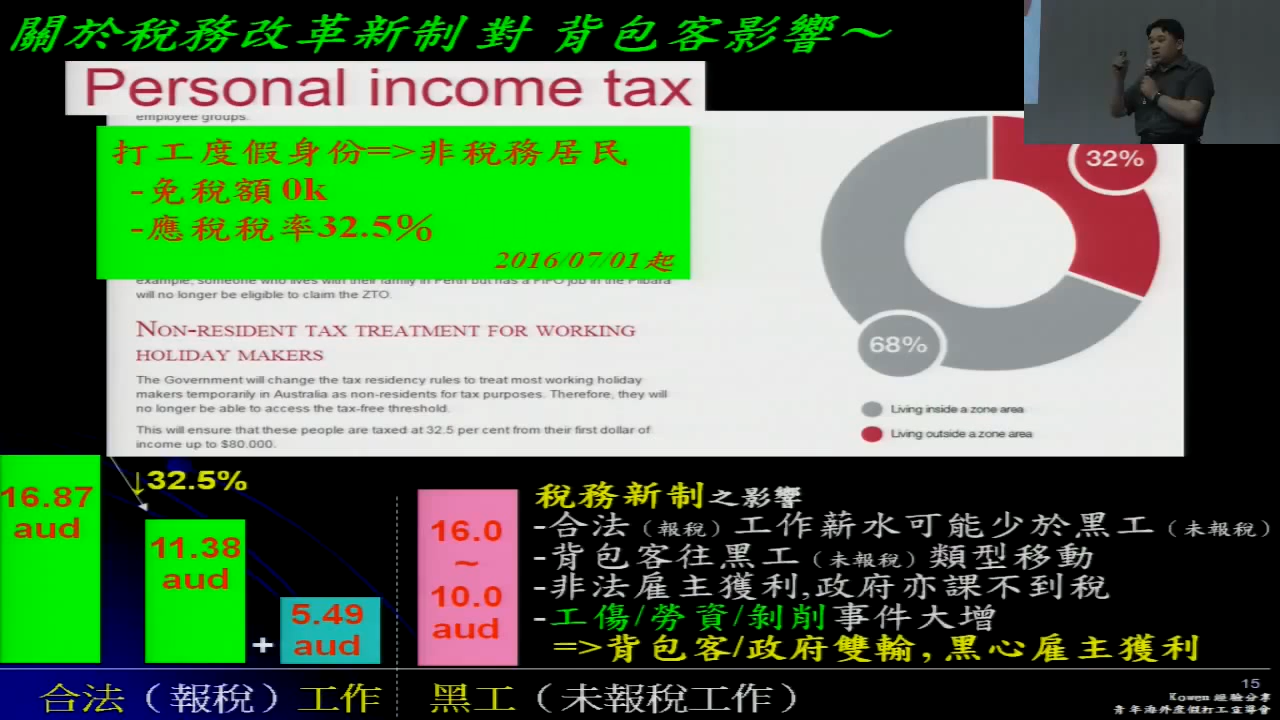 關於稅務改革新制 對 背包客影響～
Personal income tax
employee groups.
打工度假身份=>非稅務居民
-免稅額 0k
-應稅稅率32.5%
2016/07/01起
example, someone who lives with their family in Perth but has a FIFO job in the Pilbara
will no longer be eligible to claim the ZTO.
NON-RESIDENT TAX TREATMENT FOR WORKING
HOLIDAY MAKERS
The Government will change the tax residency rules to treat most working holiday
makers temporarily in Australia as non-residents for tax purposes. Therefore, they will
no longer be able to access the tax-free threshold.
This will ensure that these people are taxed at 32.5 per cent from their first dollar of
income up to $80,000.
32%
68%
Living inside a zone area
Living outside a zone area
16.87
aud
↓32.5%
11.38
aud
+
5.49
aud
合法（報稅）工作
16.0
~
10.0
aud
黑工（未報稅工作）
稅務新制之影響
-合法（報稅）工作薪水可能少於黑工（未報稅）
-背包客往黑工（未報稅）類型移動
-非法雇主獲利,政府亦課不到稅
-工傷/勞資/剝削事件大增
=>背包客/政府雙輸,黑心雇主獲利
15
Kowen 經驗分享
青年海外度假打工宣導會